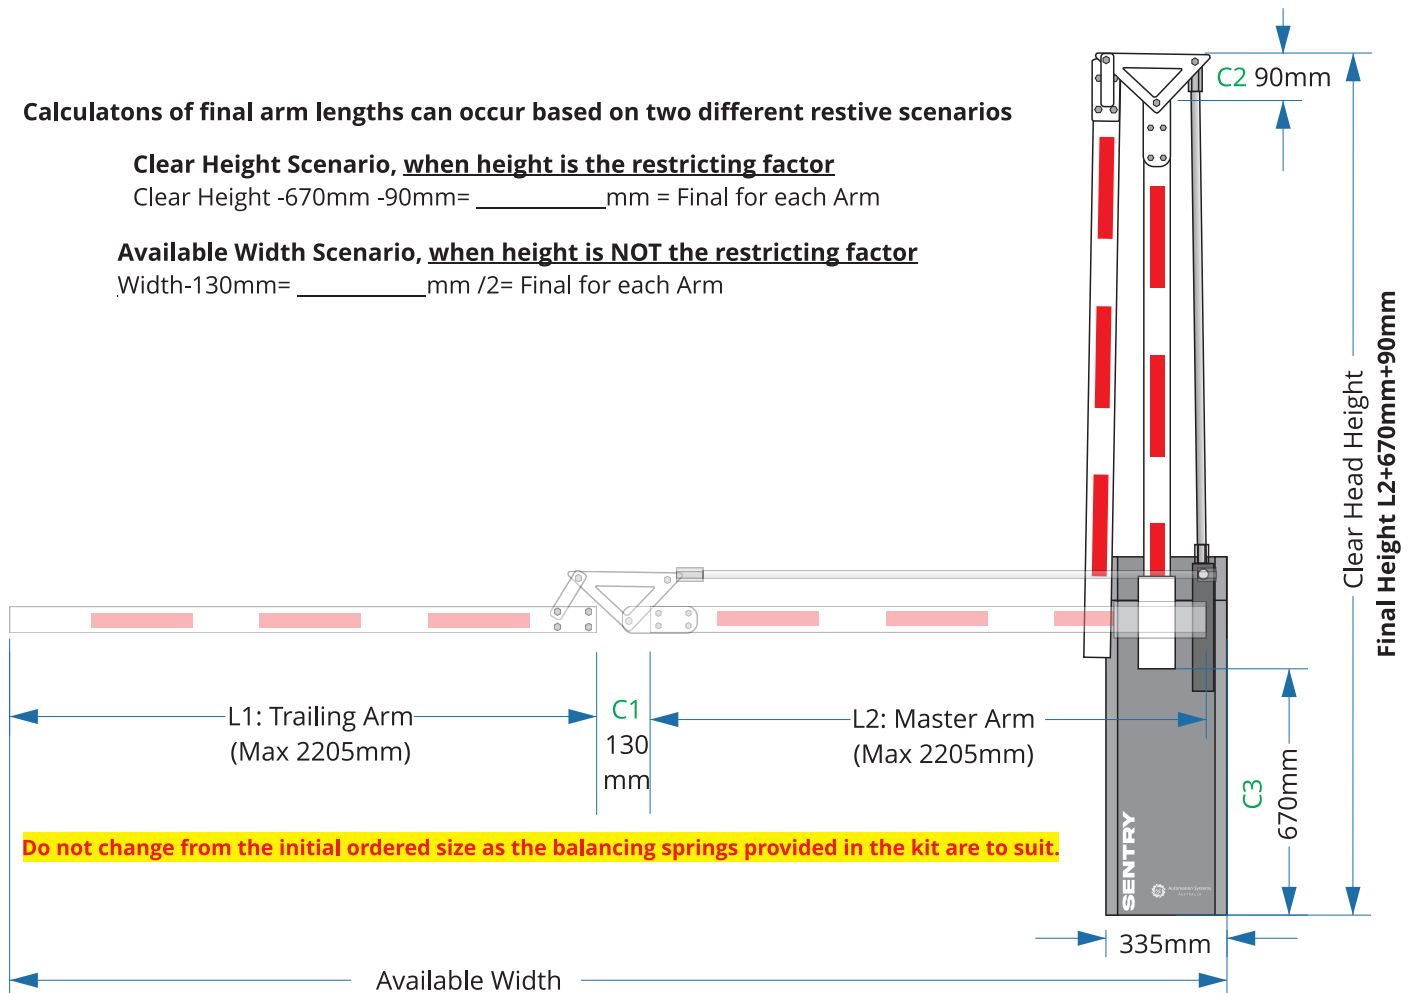 Calculatons of final arm lengths can occur based on two different restive scenarios
Clear Height Scenario, when height is the restricting factor
Clear Height -670mm -90mm= __________mm = Final for each Arm
Available Width Scenario, when height is NOT the restricting factor
Width-130mm= __________mm /2= Final for each Arm
C2 90mm
Clear Head Height
Final Height L2+670mm+90mm
L1: Trailing Arm
(Max 2205mm)
C1
130
mm
L2: Master Arm
(Max 2205mm)
C3
670mm
Do not change from the initial ordered size as the balancing springs provided in the kit are to suit.
SENTRY
Automation Systems
AUSTRALIA
335mm
Available Width